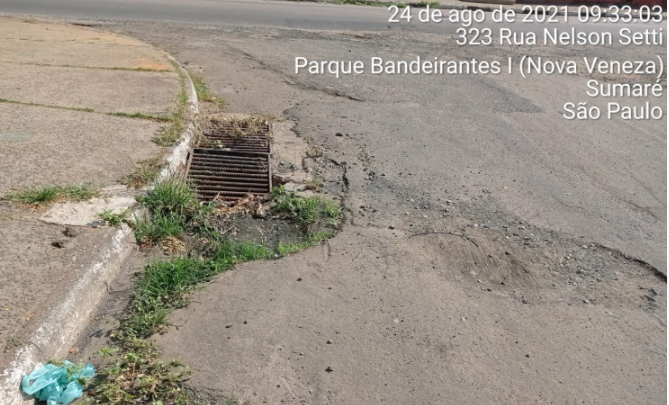 24 de ago de 2021 09:33:03
323 Rua Nelson Setti
Parque Bandeirantes I (Nova Veneza)
Sumaré
São Paulo